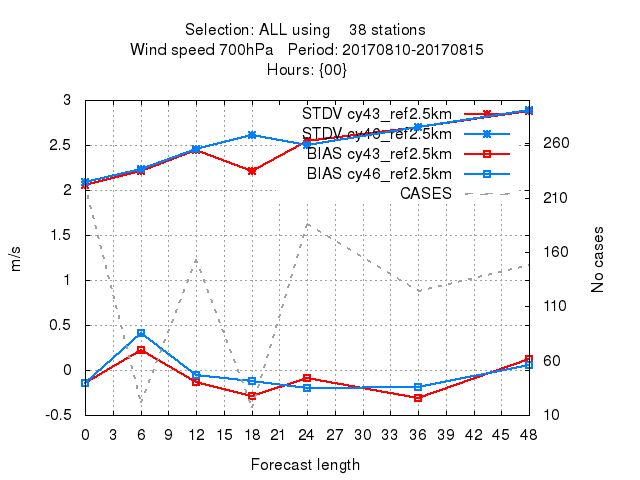 Selection: ALL using 38 stations
Wind speed 700hPa Period: 20170810-20170815
Hours: {00}
STDV cy43_ref2.5km
STDV cy46_ref2.5km
BIAS cy43_ref2.5km
BIAS cy46_ref2.5km
CASES
3
2.5
2
1.5
1
0.5
0
-0.5
m/s
260
210
160
110
60
10
No cases
0 3 6 9 12 15 18 21 24 27 30 33 36 39 42 45 48
Forecast length